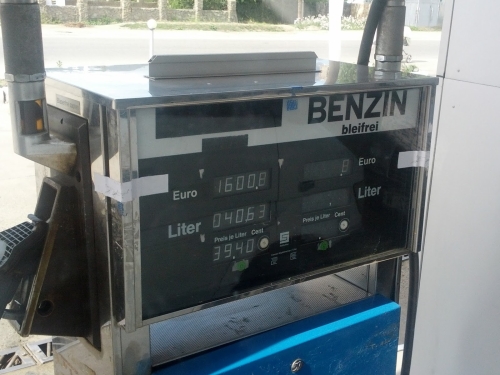 BENZIN
bleifrei
Euro 1600,8 8 Euro
Liter 040,63 Liter
Preis je Liter Cent Preis je Liter Cent
39,40